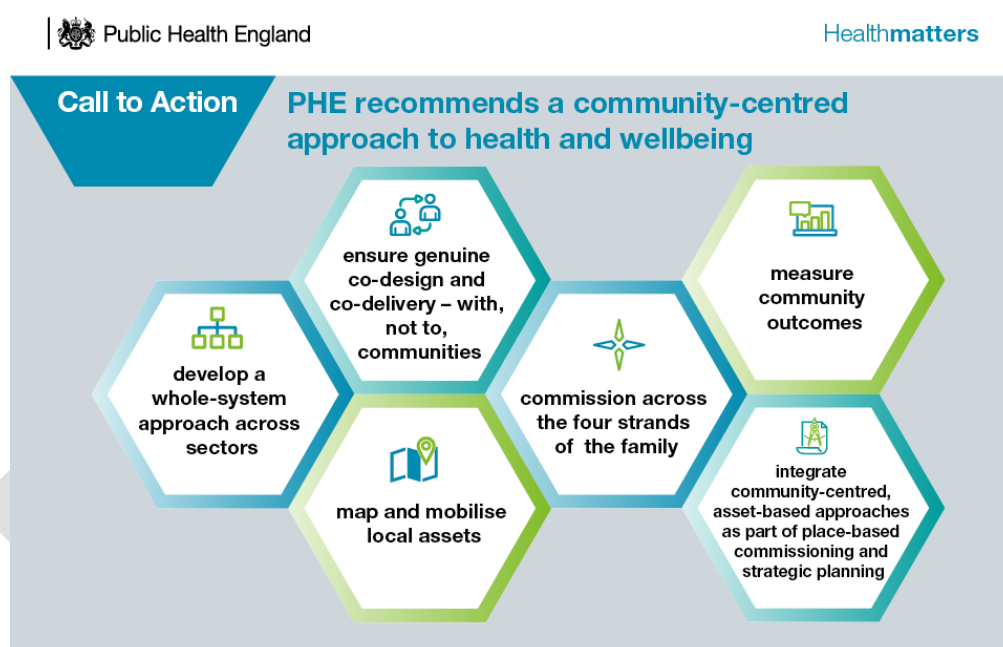 Public Health England
Healthmatters
Call to Action
PHE recommends a community-centred
approach to health and wellbeing
develop a
whole-system
approach across
sectors
ensure genuine
co-design and
co-delivery – with,
not to,
communities
map and mobilise
local assets
commission across
the four strands
of the family
measure
community
outcomes
integrate
community-centred,
asset-based approaches
as part of place-based
commissioning and
strategic planning